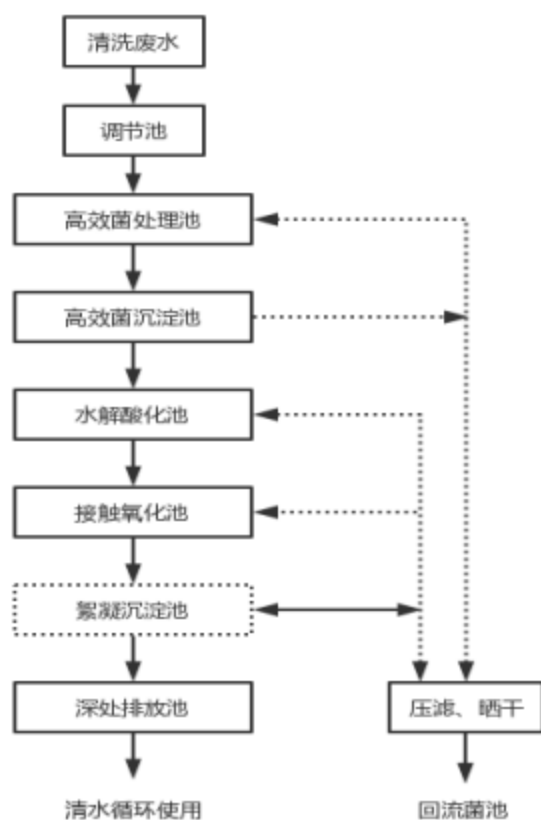 清洗废水
调节池
高效菌处理池
高效菌沉淀池
水解酸化池
接触氧化池
絮凝沉淀池
深处排放池
压滤、晒干
清水循环使用
回流菌池